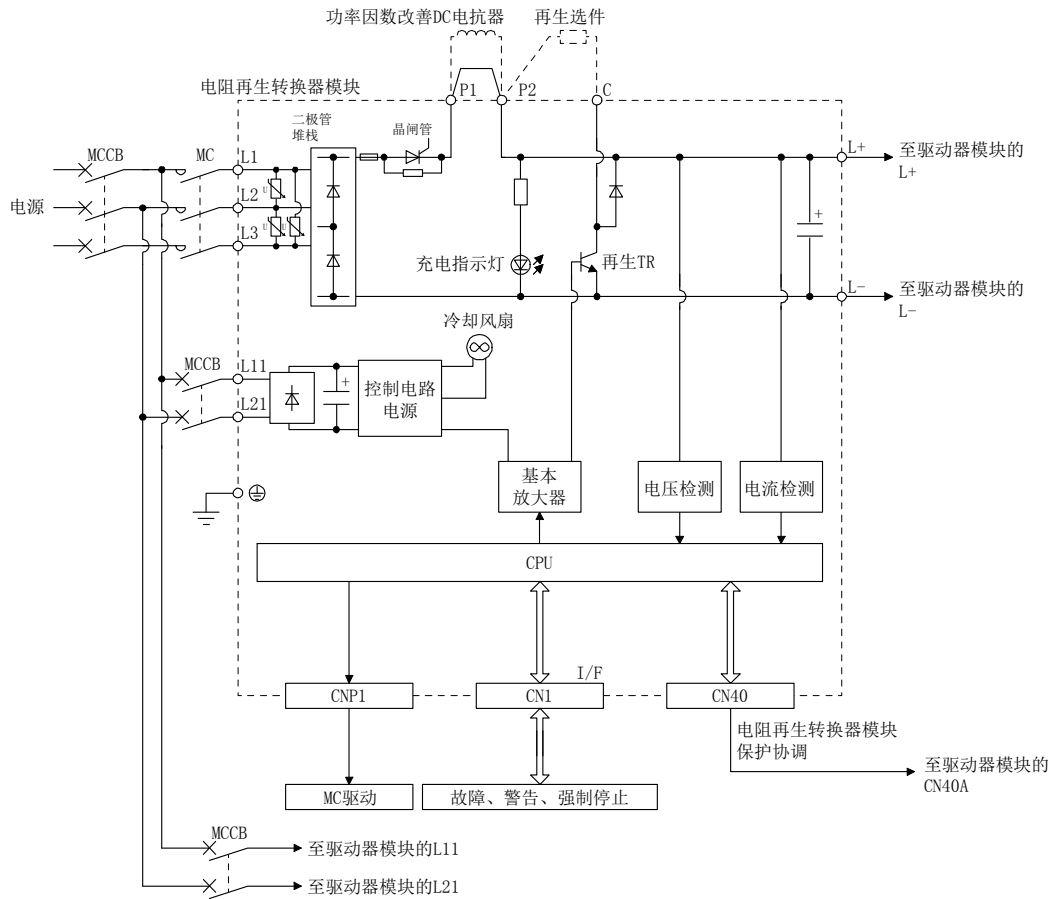 功率因数改善DC电抗器
再生选件
电阻再生转换器模块
P1
P2
C
二极管
堆栈
晶闸管
MCCB
MC
L1
L+
至驱动器模块的
L+
U
电源
L2
U
U
L3
+
充电指示灯
再生TR
L-
至驱动器模块的
L-
冷却风扇
MCCB
L11
+
控制电路
电源
L21
基本
放大器
电压检测
电流检测
CPU
I/F
CNP1
CN1
CN40
电阻再生转换器模块
保护协调
至驱动器模块的
CN40A
MC驱动
故障、警告、强制停止
MCCB
至驱动器模块的L11
至驱动器模块的L21